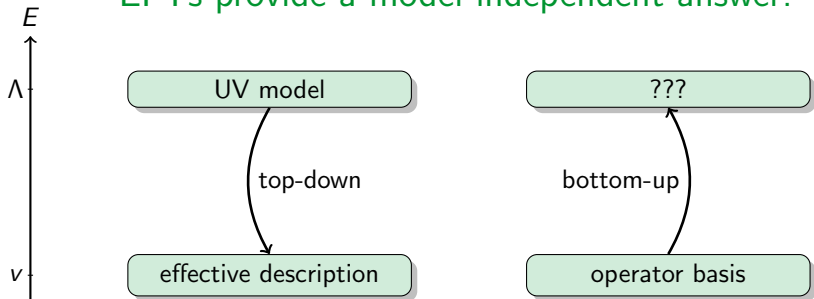 EFTs provide a model-independent answer.
E
Λ
UV model
???
top-down
bottom-up
v
effective description
operator basis